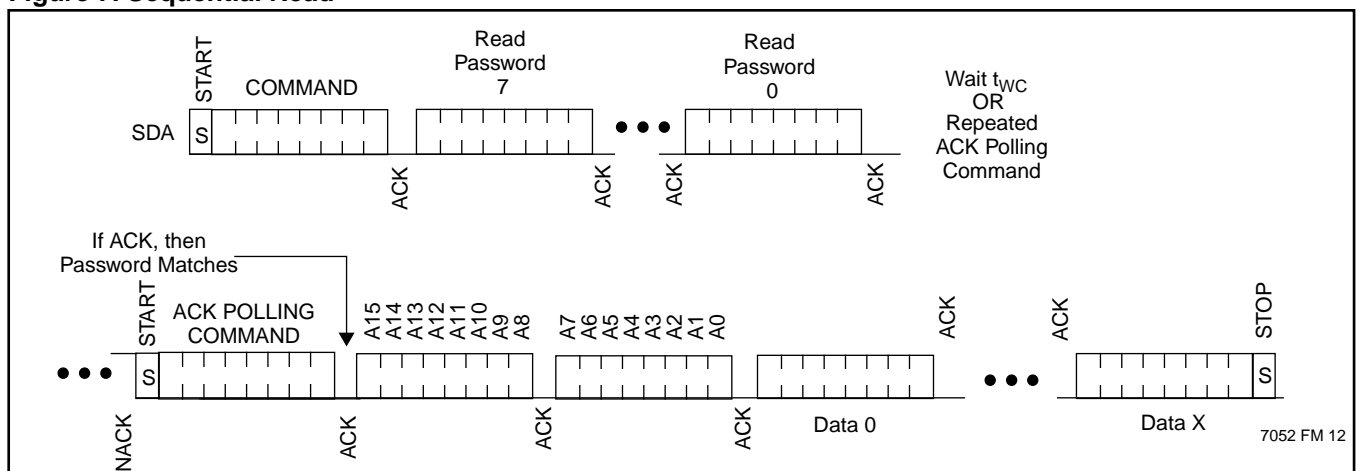 Figure 7. Sequential Read
START
COMMAND
Read
Password
7
Read
Password
0
Wait tWC
OR
Repeated
ACK Polling
Command
SDA
S
ACK
ACK
ACK
ACK
If ACK, then
Password Matches
START
ACK POLLING
COMMAND
A15
A14
A13
A12
A11
A10
A9
A8
A7
A6
A5
A4
A3
A2
A1
A0
ACK
ACK
STOP
S
S
NACK
ACK
ACK
ACK
Data 0
Data X
7052 FM 12